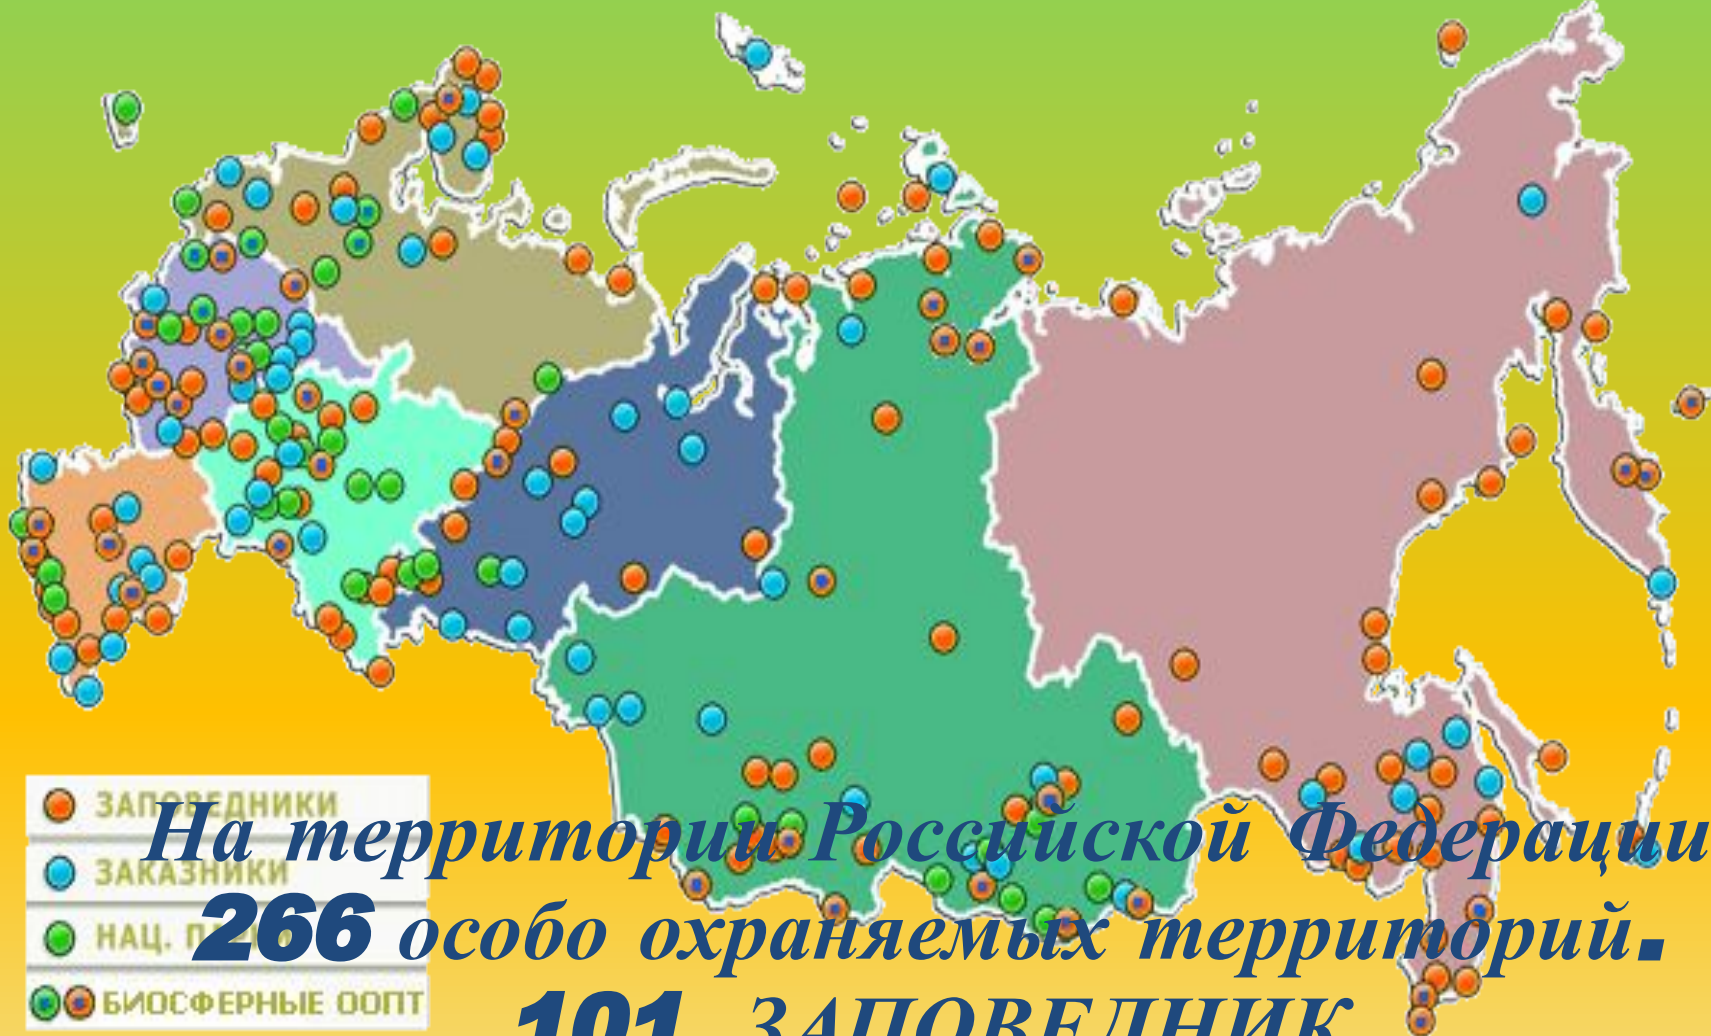 ЗАПОВЕДНИКИ
На территории Российской Федерации
ЗАКАЗНИКИ
266 особо охраняемых территорий.
НАЦ.
БИОСФЕРНЫЕ ООПТ
101 ЗАПОВЕДНИК